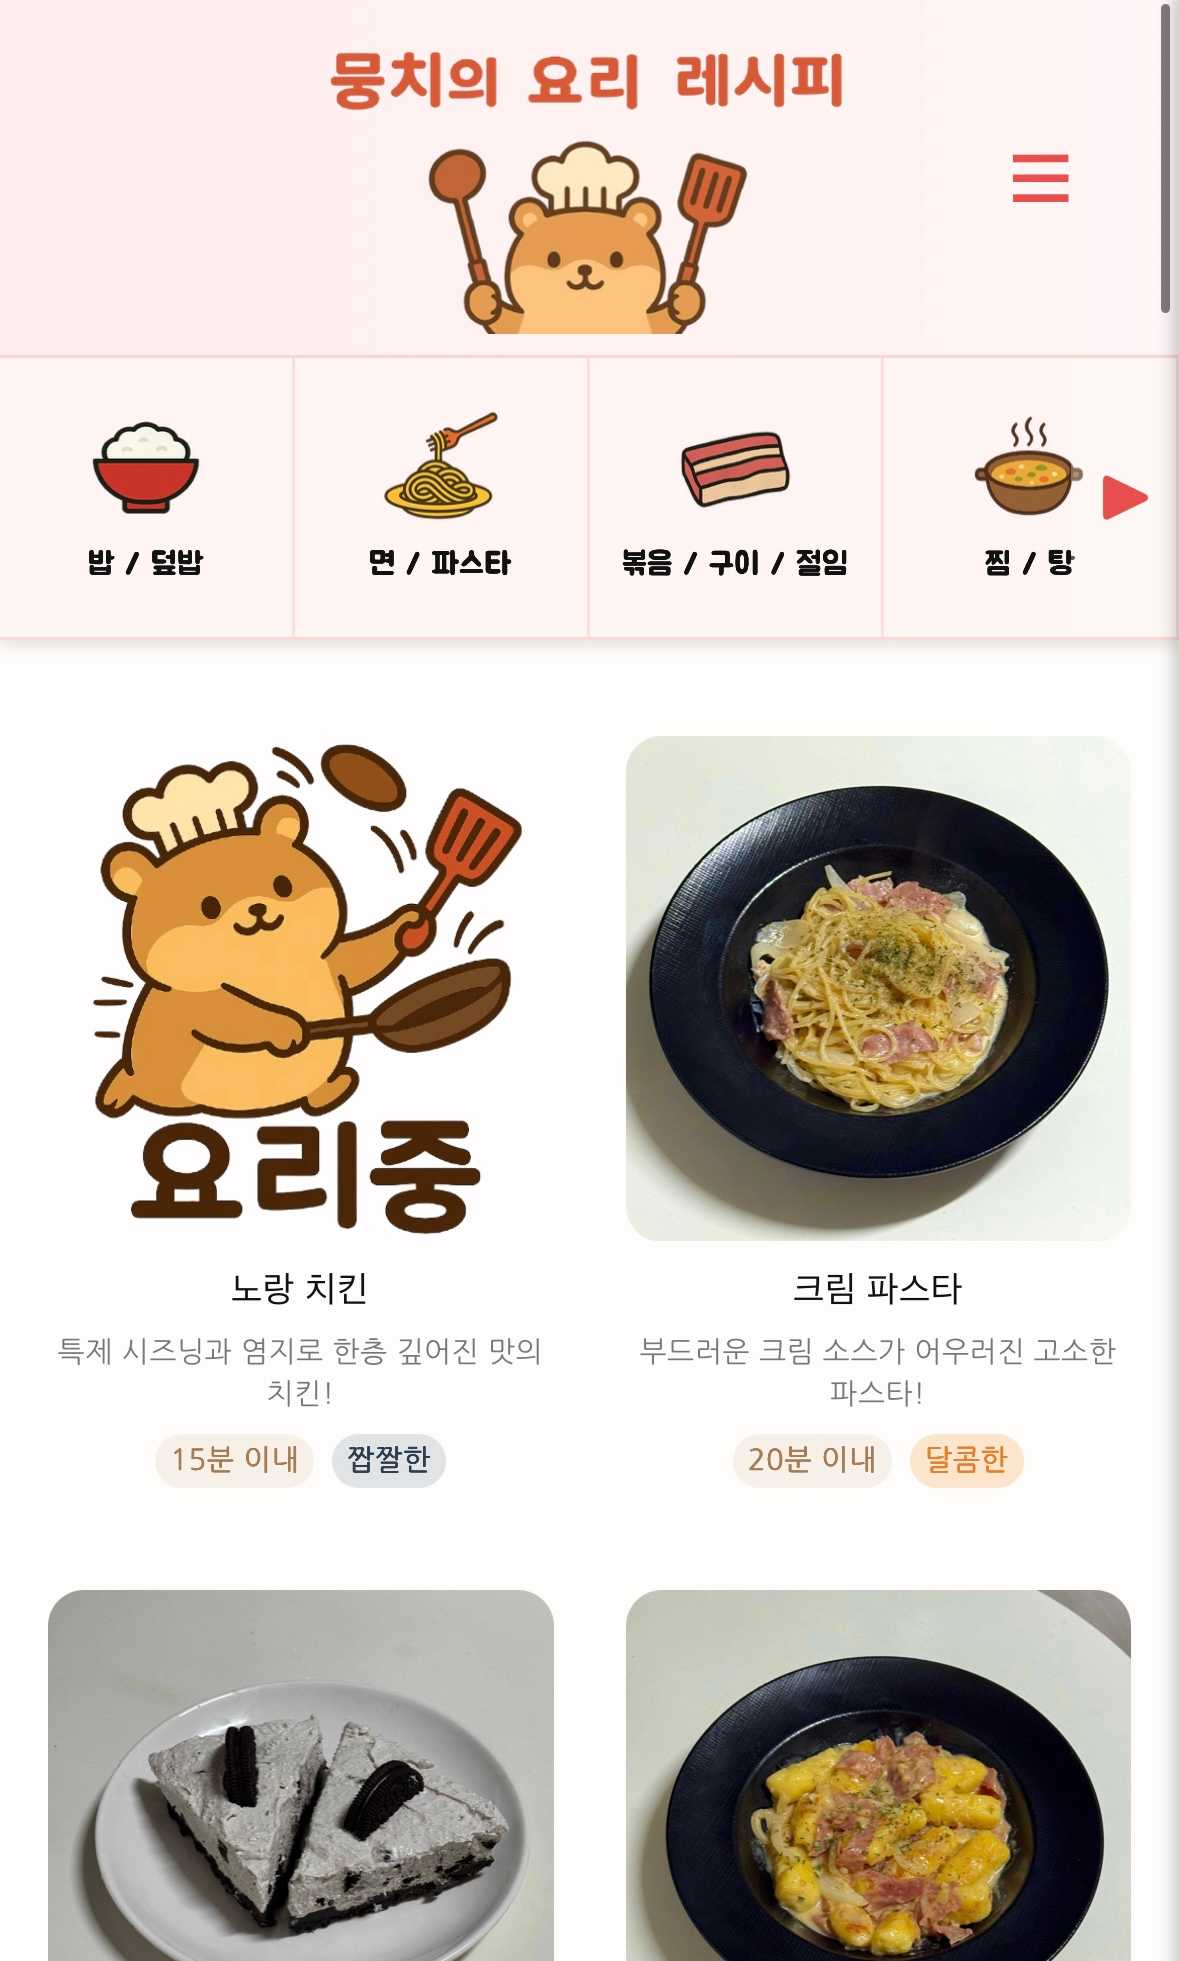 뭉치의 요리 레시피
밥 / 덮밥
면 / 파스타
볶음 / 구이 / 절임
찜 / 탕
요리중
노랑 치킨
특제 시즈닝과 염지로 한층 깊어진 맛의
치킨!
15분 이내
짭짤한
크림 파스타
부드러운 크림 소스가 어우러진 고소한
파스타!
20분 이내
달콤한